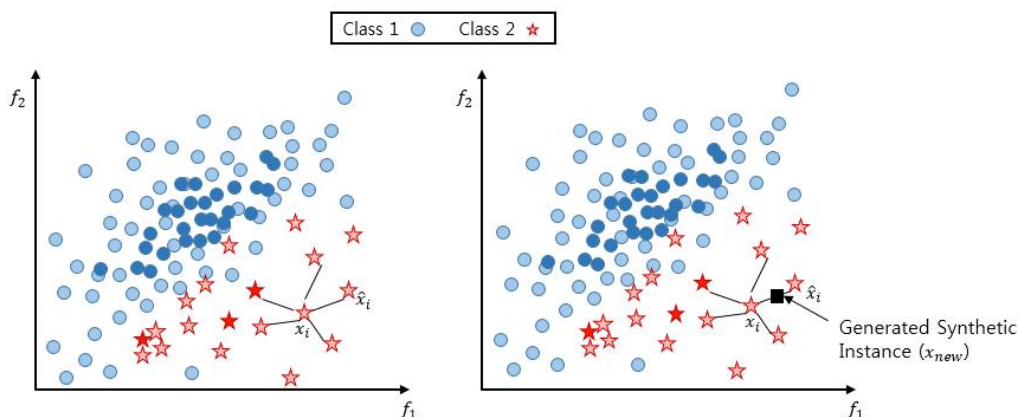 Class 1 Class 2
f₂
x̂ᵢ
xᵢ
f₁
f₂
x̂ᵢ
xᵢ
Generated Synthetic
Instance (xₙₑw)
f₁